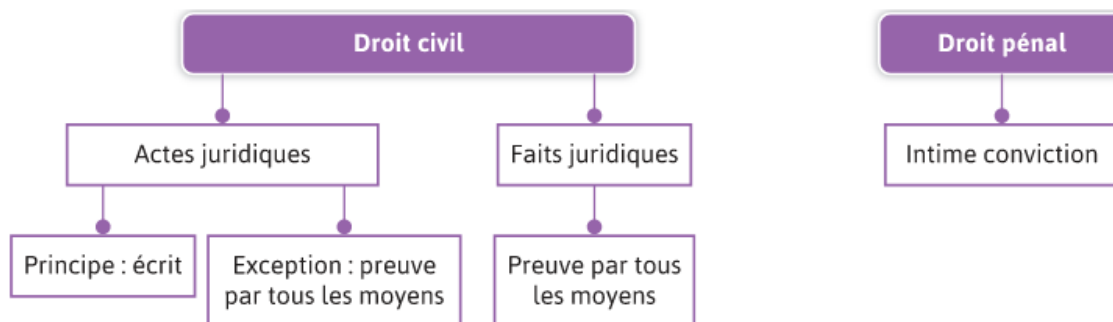 Droit civil
Droit pénal
Actes juridiques
Faits juridiques
Intime conviction
Principe : écrit
Exception : preuve
par tous les moyens
Preuve par tous
les moyens